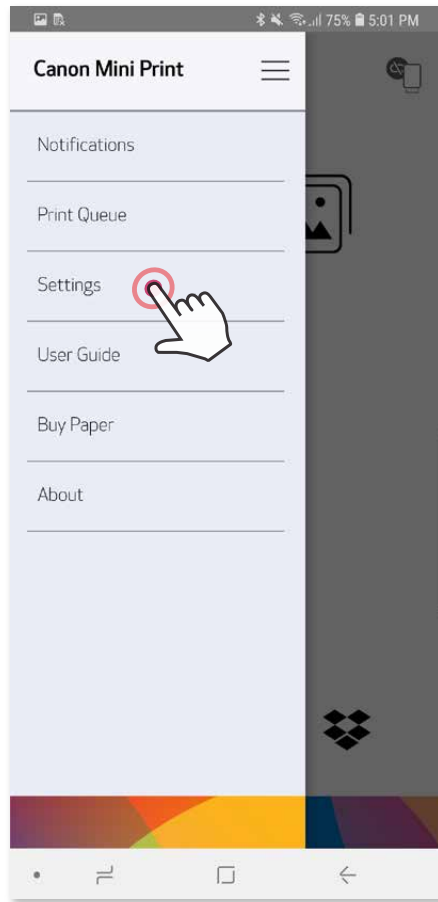 75% 5:01 PM
Canon Mini Print
Notifications
Print Queue
Settings
User Guide
Buy Paper
About